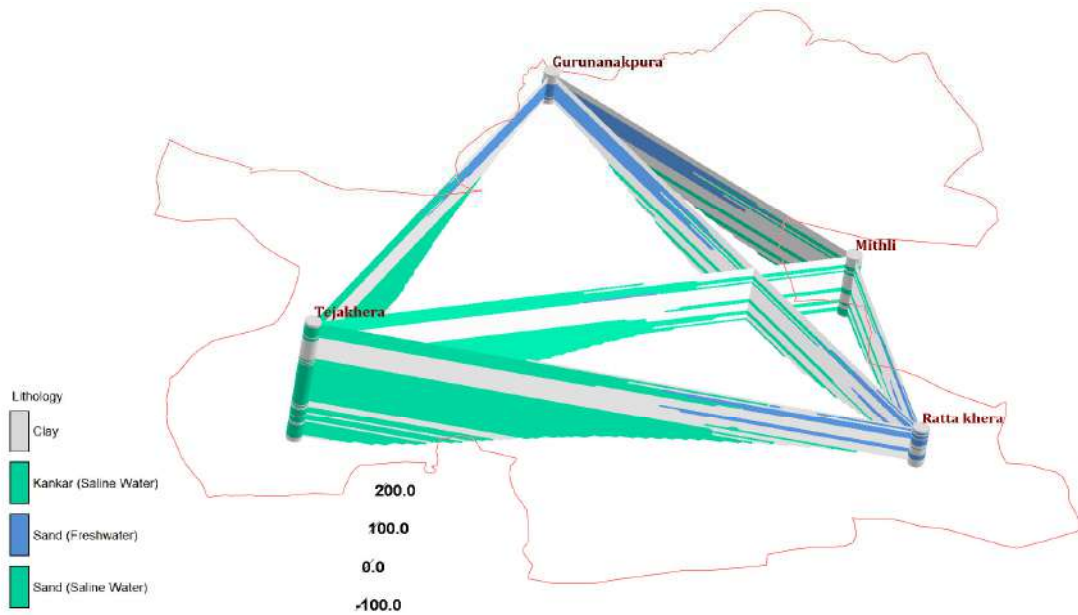 Gurunanakpura
Mithli
Tejakhera
Ratta khera
Lithology
Clay
Kankar (Saline Water)
Sand (Freshwater)
Sand (Saline Water)
200.0
100.0
0.0
-100.0